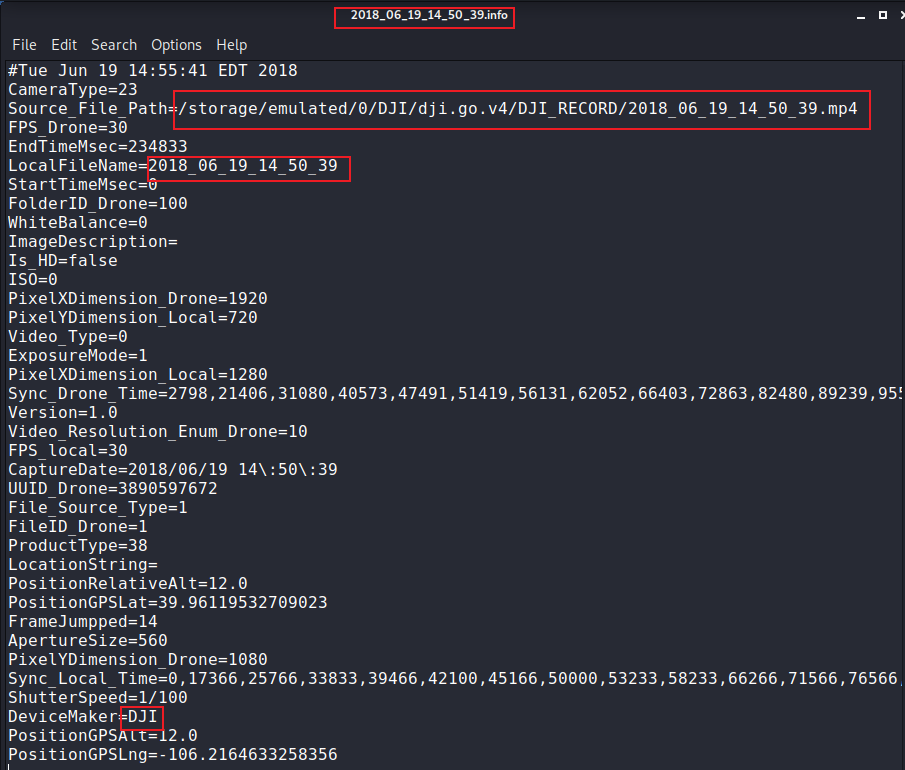 2018_06_19_14_50_39.info
File Edit Search Options Help
#Tue Jun 19 14:55:41 EDT 2018
CameraType=23
Source_File_Path=/storage/emulated/0/DJI/dji.go.v4/DJI_RECORD/2018_06_19_14_50_39.mp4
FPS_Drone=30
EndTimeMsec=234833
LocalFileName=2018_06_19_14_50_39
StartTimeMsec=0
FolderID_Drone=100
WhiteBalance=0
ImageDescription=
Is_HD=false
ISO=0
PixelXDimension_Drone=1920
PixelYDimension_Local=720
Video_Type=0
ExposureMode=1
PixelXDimension_Local=1280
Sync_Drone_Time=2798,21406,31080,40573,47491,51419,56131,62052,66403,72863,82480,89239,955
Version=1.0
Video_Resolution_Enum_Drone=10
FPS_local=30
CaptureDate=2018/06/19 14\:50\:39
UUID_Drone=3890597672
File_Source_Type=1
FileID_Drone=1
ProductType=38
LocationString=
PositionRelativeAlt=12.0
PositionGPSLat=39.96119532709023
FrameJumpped=14
ApertureSize=560
PixelYDimension_Drone=1080
Sync_Local_Time=0,17366,25766,33833,39466,42100,45166,50000,53233,58233,66266,71566,76566,
ShutterSpeed=1/100
DeviceMaker=DJI
PositionGPSAlt=12.0
PositionGPSLng=-106.2164633258356